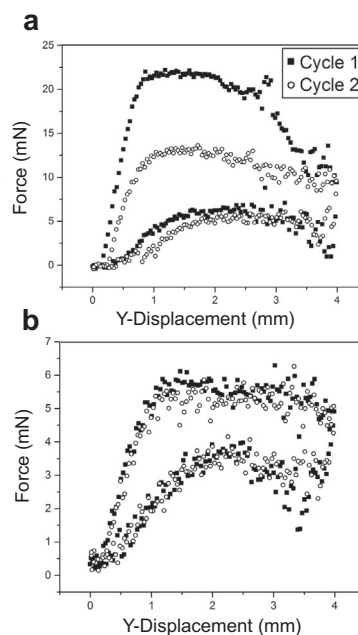 a
25
20
15
10
5
0
Force (mN)
■ Cycle 1
○ Cycle 2
0 1 2 3 4
Y-Displacement (mm)
b
7
6
5
4
3
2
1
0
Force (mN)
0 1 2 3 4
Y-Displacement (mm)